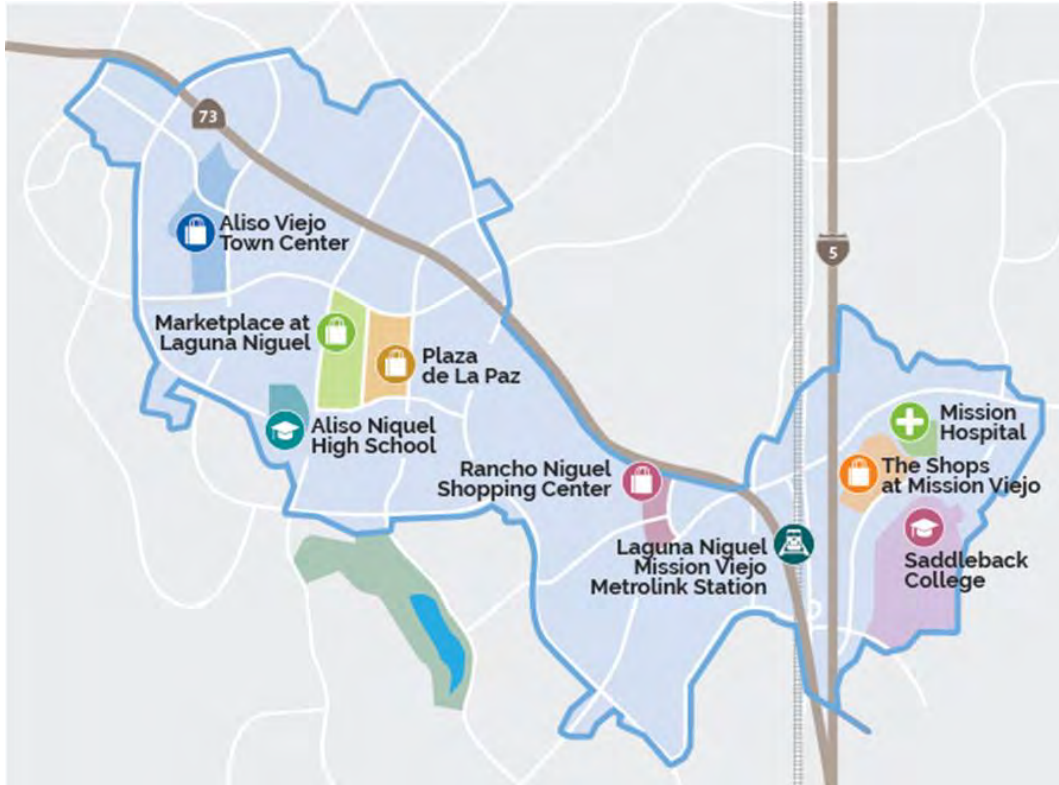 73
Aliso Viejo
Town Center
5
Marketplace at
Laguna Niguel
Plaza
de La Paz
Aliso Niquel
High School
Mission
Hospital
Rancho Niguel
Shopping Center
The Shops
at Mission Viejo
Laguna Niguel
Mission Viejo
Metrolink Station
Saddleback
College